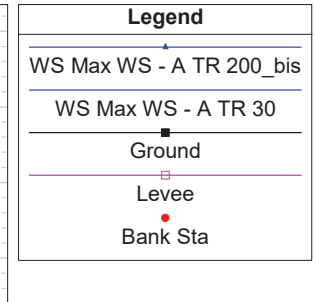 Legend
WS Max WS - A TR 200_bis
WS Max WS - A TR 30
Ground
Levee
Bank Sta